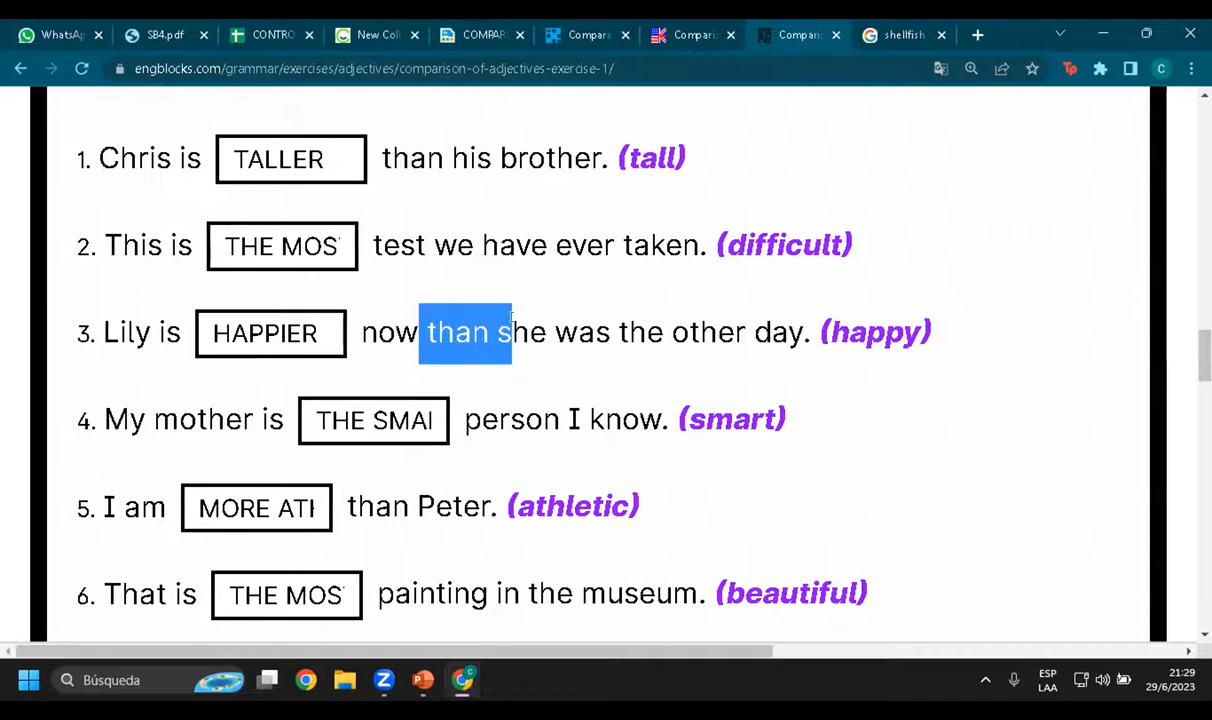 WhatsAp
SB4.pdf
CONTRO
New Coll
COMPAR
Compara
Comparis
Comparis
shellfish
engblocks.com/grammar/exercises/adjectives/comparison-of-adjectives-exercise-1/
1. Chris is TALLER than his brother. (tall)
2. This is THE MOS test we have ever taken. (difficult)
3. Lily is HAPPIER now than she was the other day. (happy)
4. My mother is THE SMAI person I know. (smart)
5. I am MORE ATI than Peter. (athletic)
6. That is THE MOS painting in the museum. (beautiful)
Búsqueda
ESP
LAA
21:29
29/6/2023